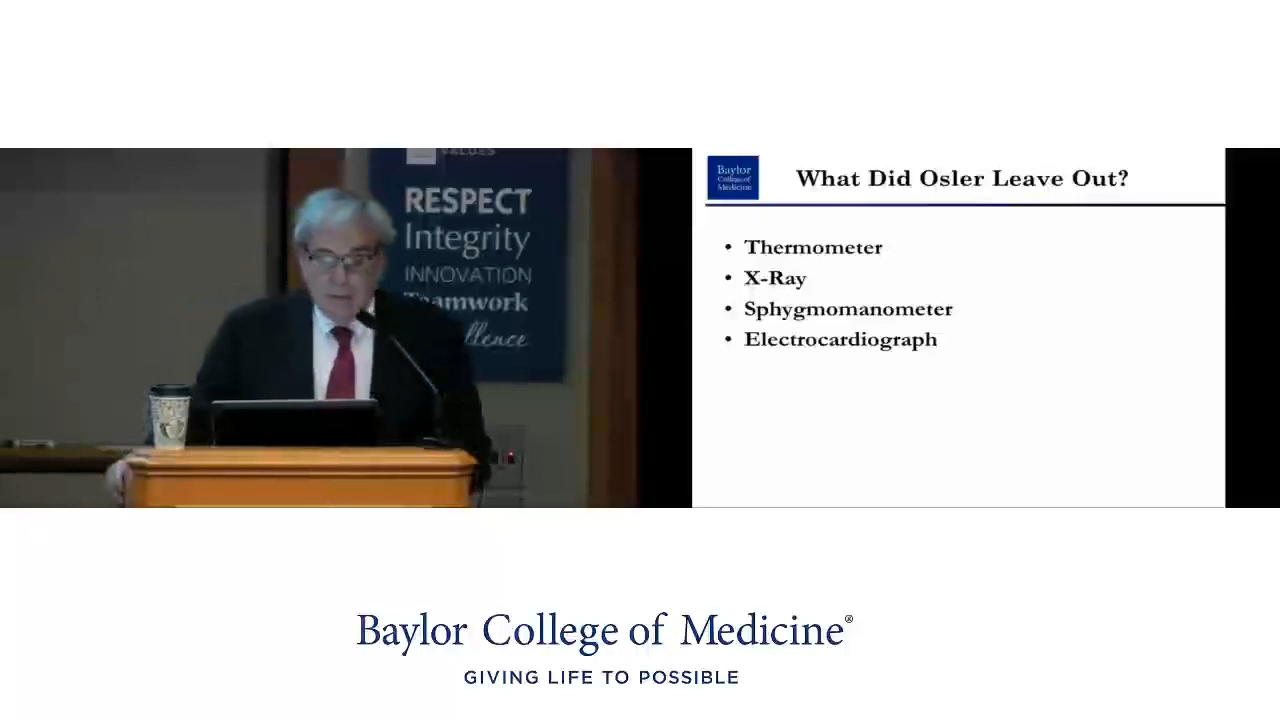 VALUES
RESPECT
Integrity
INNOVATION
Teamwork
Baylor
College of
Medicine
What Did Osler Leave Out?
• Thermometer
• X-Ray
• Sphygmomanometer
• Electrocardiograph
Baylor College of Medicine®
GIVING LIFE TO POSSIBLE